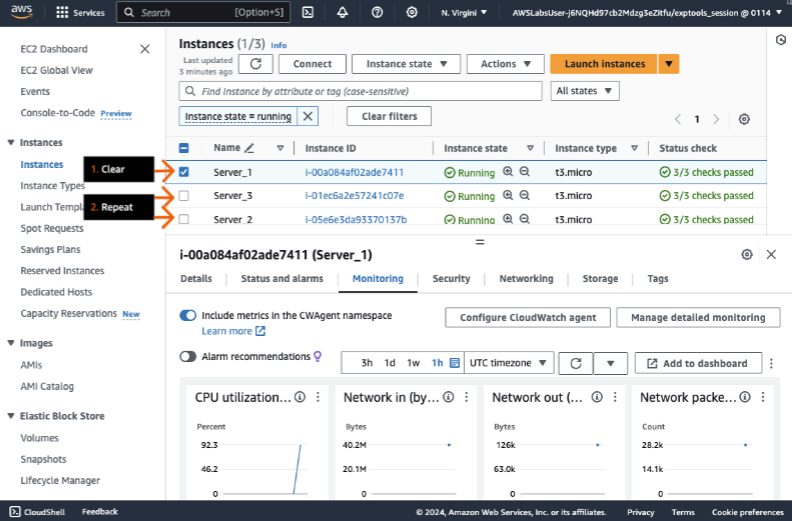 aws
Services
Search
[Option+S]
N. Virgini
AWSLabsUser-j6NQHd97cb2Mdzg3eZitfu/exptools_session @ 0114
EC2 Dashboard
EC2 Global View
Events
Console-to-Code Preview
Instances
Instances
Instance Types
Launch Templ
Spot Requests
Savings Plans
Reserved Instances
Dedicated Hosts
Capacity Reservations New
Images
AMIs
AMI Catalog
Elastic Block Store
Volumes
Snapshots
Lifecycle Manager
1. Clear
2. Repeat
Instances (1/3) Info
Last updated
3 minutes ago
Connect
Instance state
Actions
Launch instances
Find Instance by attribute or tag (case-sensitive)
All states
Instance state = running
Clear filters
1
Name
Instance ID
Instance state
Instance type
Status check
Server_1 i-00a084af02ade7411 Running t3.micro 3/3 checks passed
Server_3 i-01ec6a2e57241c07e Running t3.micro 3/3 checks passed
Server_2 i-05e6e3da93370137b Running t3.micro 3/3 checks passed
i-00a084af02ade7411 (Server_1)
Details
Status and alarms
Monitoring
Security
Networking
Storage
Tags
Include metrics in the CWAgent namespace
Learn more
Configure CloudWatch agent
Manage detailed monitoring
Alarm recommendations
3h 1d 1w 1h
UTC timezone
Add to dashboard
CPU utilization...
Percent
92.3
46.2
0
Network in (by...
Bytes
40.2M
20.1M
0
Network out (...
Bytes
126k
63.0k
0
Network packe...
Count
28.2k
14.1k
0
CloudShell
Feedback
© 2024, Amazon Web Services, Inc. or its affiliates.
Privacy
Terms
Cookie preferences